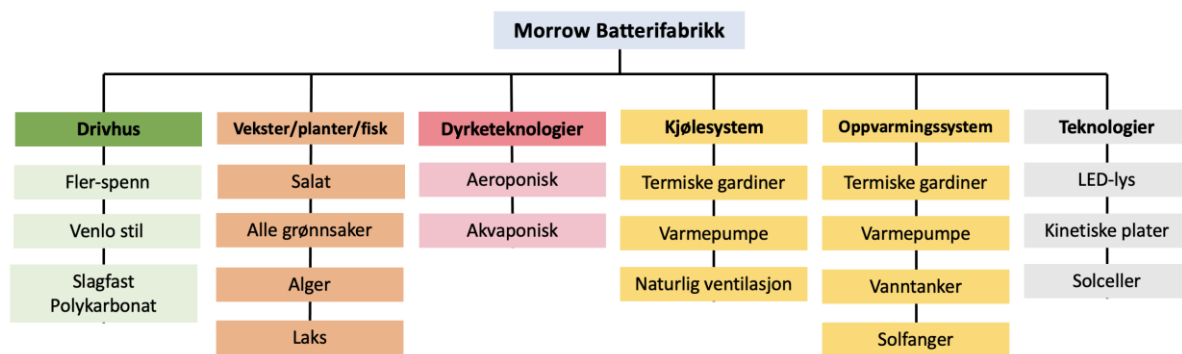 Morrow Batterifabrikk
Drivhus
Fler-spenn
Venlo stil
Slagfast
Polykarbonat
Vekster/planter/fisk
Salat
Alle grønnsaker
Alger
Laks
Dyrketeknologier
Aeroponisk
Akvaponisk
Kjølesystem
Termiske gardiner
Varmepumpe
Naturlig ventilasjon
Oppvarmingssystem
Termiske gardiner
Varmepumpe
Vanntanker
Solfanger
Teknologier
LED-lys
Kinetiske plater
Solceller